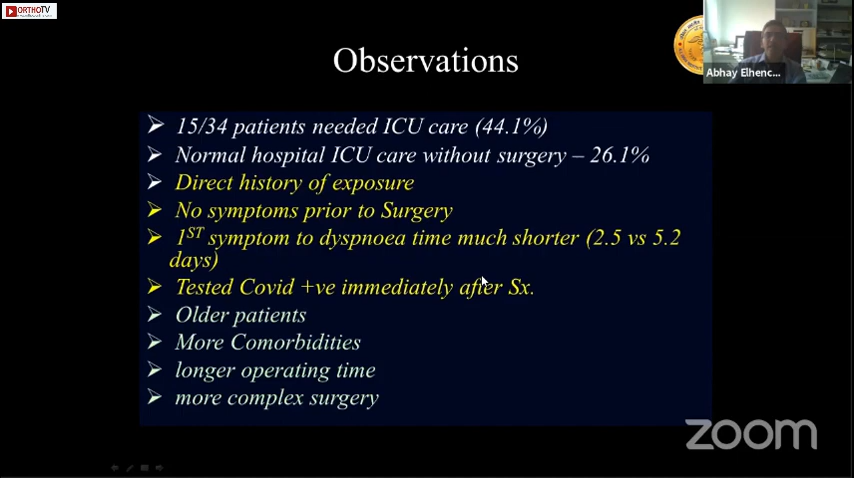 ORTHOTV
Abhay Elhenc...
Observations
➢ 15/34 patients needed ICU care (44.1%)
➢ Normal hospital ICU care without surgery – 26.1%
➢ Direct history of exposure
➢ No symptoms prior to Surgery
➢ 1ST symptom to dyspnoea time much shorter (2.5 vs 5.2
days)
➢ Tested Covid +ve immediately after Sx.
➢ Older patients
➢ More Comorbidities
➢ longer operating time
➢ more complex surgery
zoom